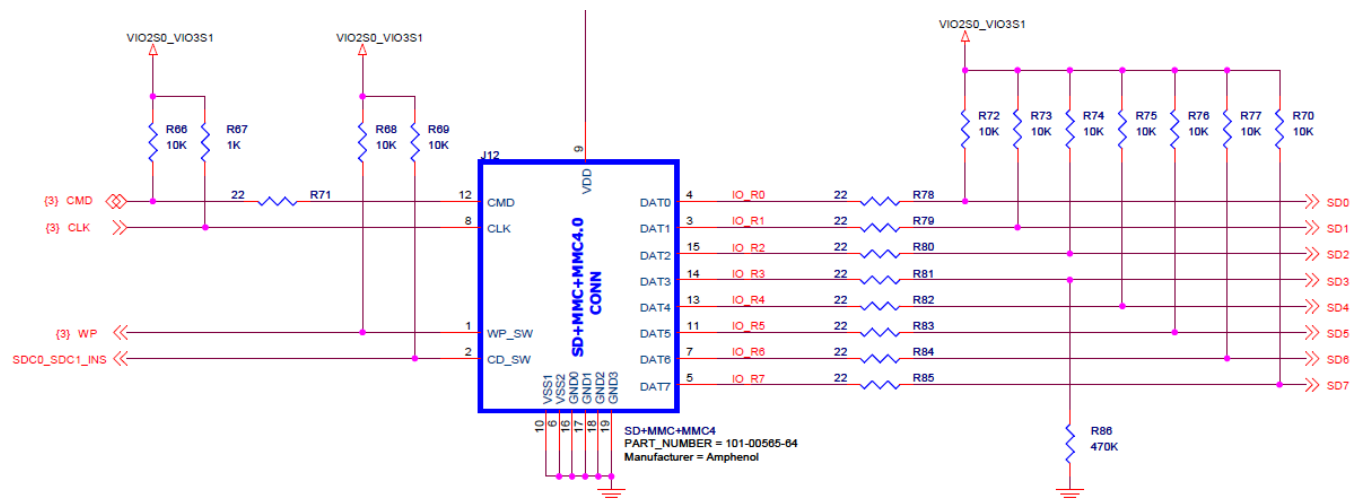 VIO2S0_VIO3S1
VIO2S0_VIO3S1
VIO2S0_VIO3S1
R66
10K
R67
1K
R68
10K
R69
10K
R72
10K
R73
10K
R74
10K
R75
10K
R76
10K
R77
10K
R70
10K
J12
9
VDD
{3} CMD
22
R71
12
CMD
{3} CLK
8
CLK
{3} WP
1
WP_SW
SDC0_SDC1_INS
2
CD_SW
SD+MMC+MMC4.0
CONN
DAT0
4
IO_R0
22
R78
SD0
DAT1
3
IO_R1
R79
SD1
DAT2
15
IO_R2
22
R80
SD2
DAT3
14
IO_R3
22
R81
SD3
DAT4
13
IO_R4
22
R82
SD4
DAT5
11
IO_R5
22
R83
SD5
DAT6
7
IO_R6
22
R84
SD6
DAT7
5
IO_R7
22
R85
SD7
VSS1
VSS2
GND0
GND1
GND2
GND3
10
6
16
17
18
19
SD+MMC+MMC4
PART_NUMBER = 101-00565-64
Manufacturer = Amphenol
R86
470K